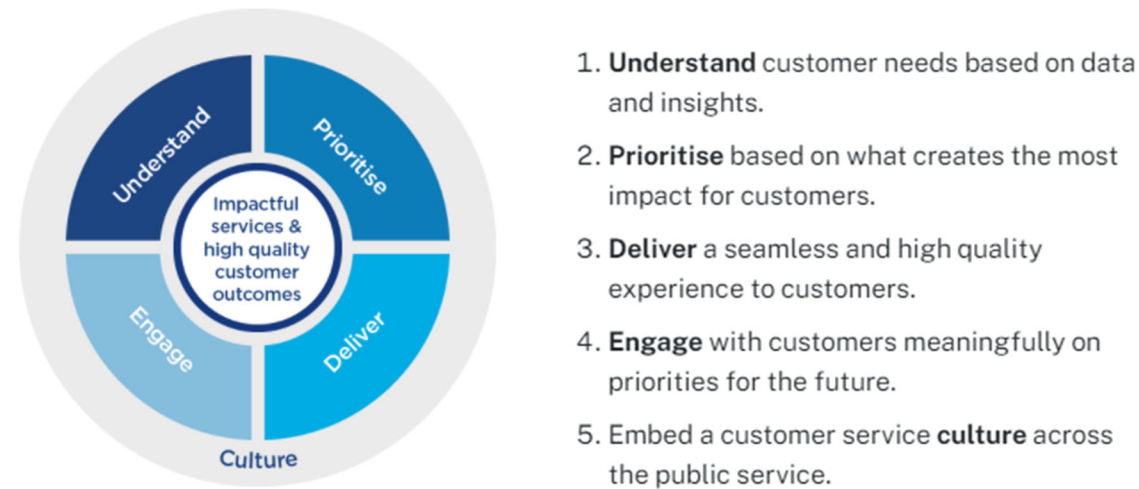 Understand
Prioritise
Impactful
services &
high quality
customer
outcomes
Engage
Deliver
Culture
1. Understand customer needs based on data
and insights.
2. Prioritise based on what creates the most
impact for customers.
3. Deliver a seamless and high quality
experience to customers.
4. Engage with customers meaningfully on
priorities for the future.
5. Embed a customer service culture across
the public service.